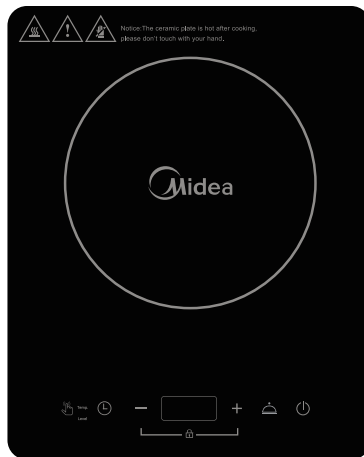 Notice:The ceramic plate is hot after cooking,
please don't touch with your hand.
Midea
Temp.
Level